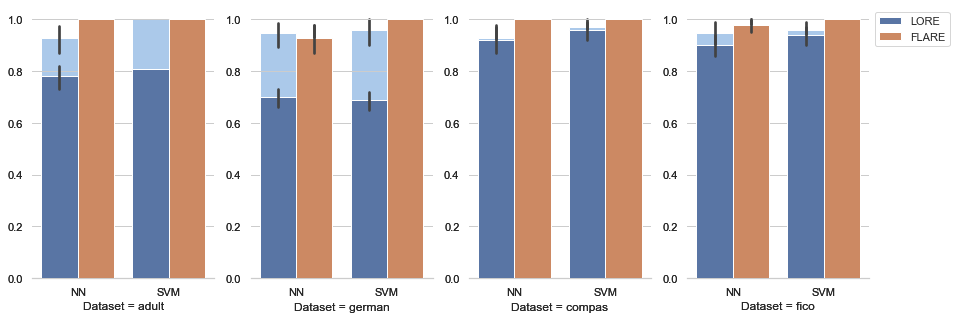 1.0 1.0 1.0 1.0 LORE
FLARE
0.8 0.8 0.8 0.8
0.6 0.6 0.6 0.6
0.4 0.4 0.4 0.4
0.2 0.2 0.2 0.2
0.0 0.0 0.0 0.0
NN SVM NN SVM NN SVM NN SVM
Dataset = adult Dataset = german Dataset = compas Dataset = fico